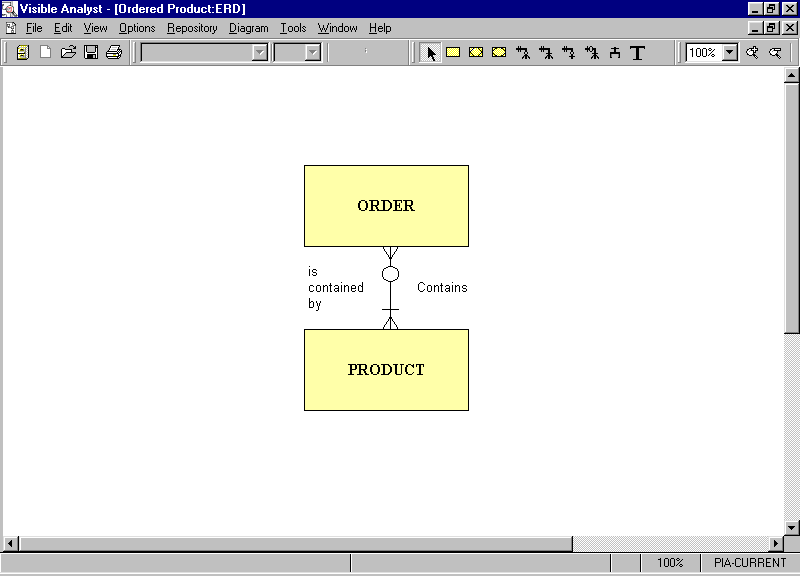 Visible Analyst - [Ordered Product:ERD]
File Edit View Options Repository Diagram Tools Window Help
T 100%
ORDER
is
contained
by
Contains
PRODUCT
100% PIA-CURRENT